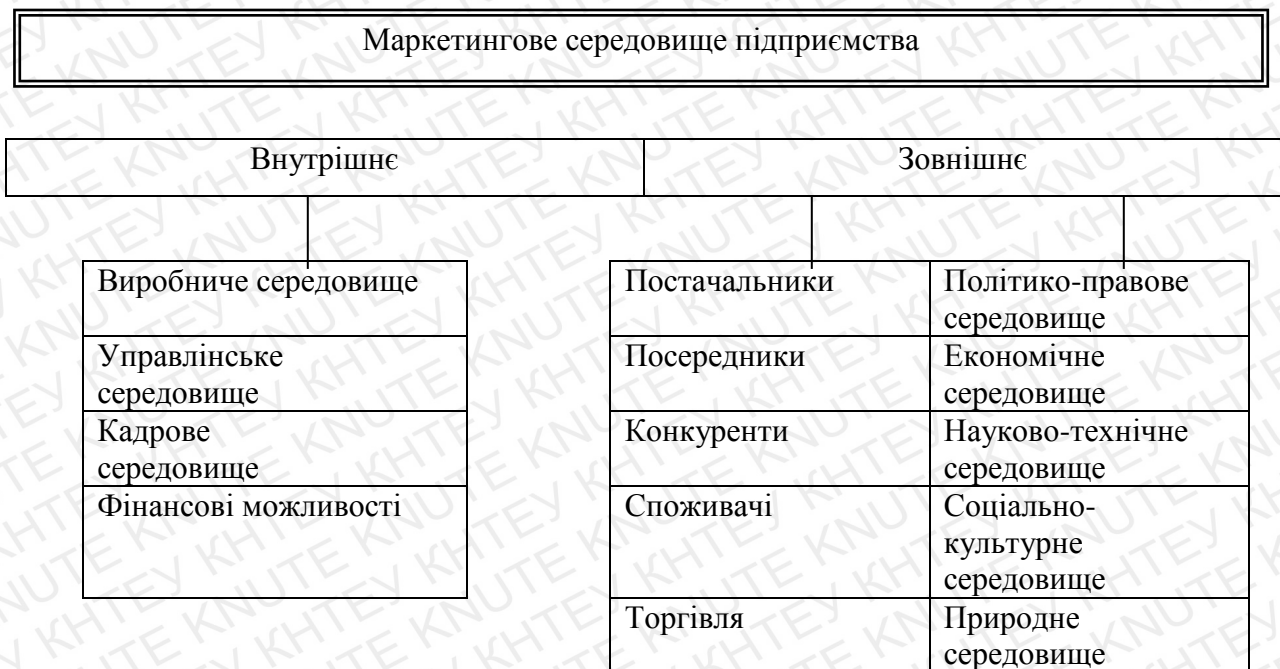 Маркетингове середовище підприємства
Внутрішнє
Зовнішнє
Виробниче середовище
Управлінське
середовище
Кадрове
середовище
Фінансові можливості
Постачальники
Політико-правове
середовище
Посередники
Економічне
середовище
Конкуренти
Науково-технічне
середовище
Споживачі
Соціально-
культурне
середовище
Торгівля
Природне
середовище